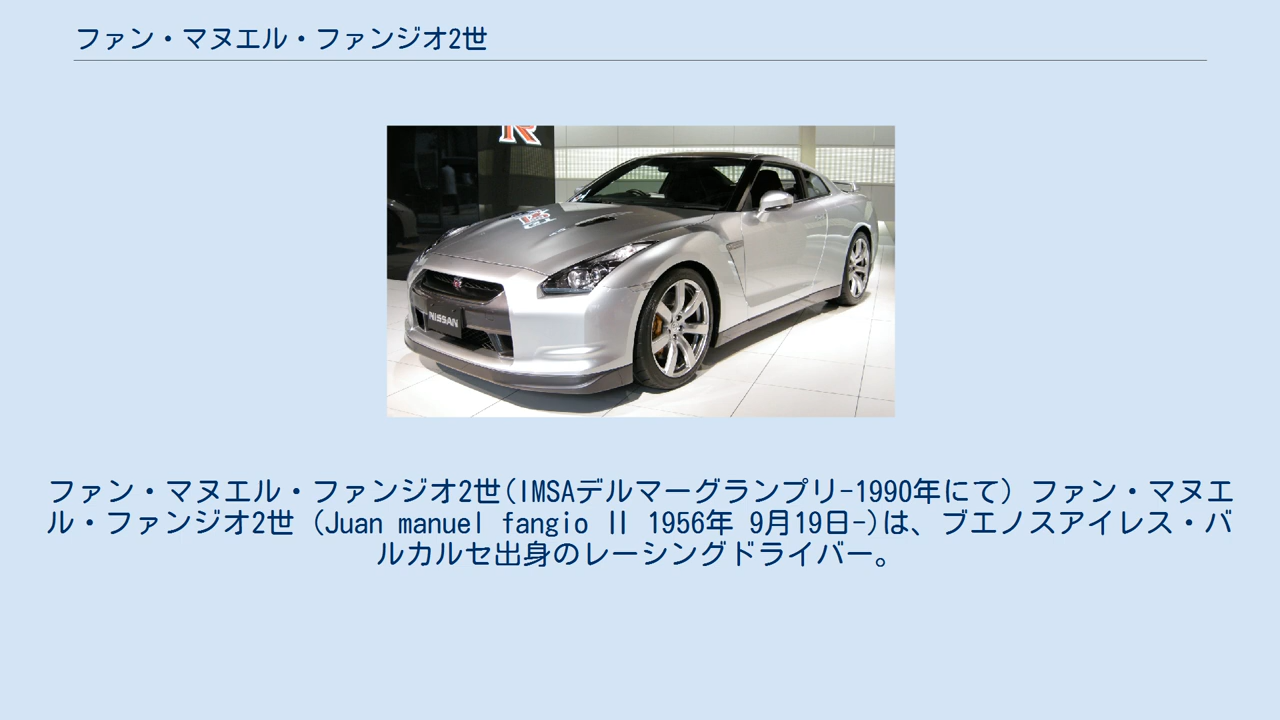 ファン・マヌエル・ファンジオ2世
R
NISSAN
ファン・マヌエル・ファンジオ2世(IMSAデルマーグランプリ-1990年にて) ファン・マヌエ
ル・ファンジオ2世 (Juan manuel fangio II 1956年 9月19日-)は、ブエノスアイレス・バ
ルカルセ出身のレーシングドライバー。